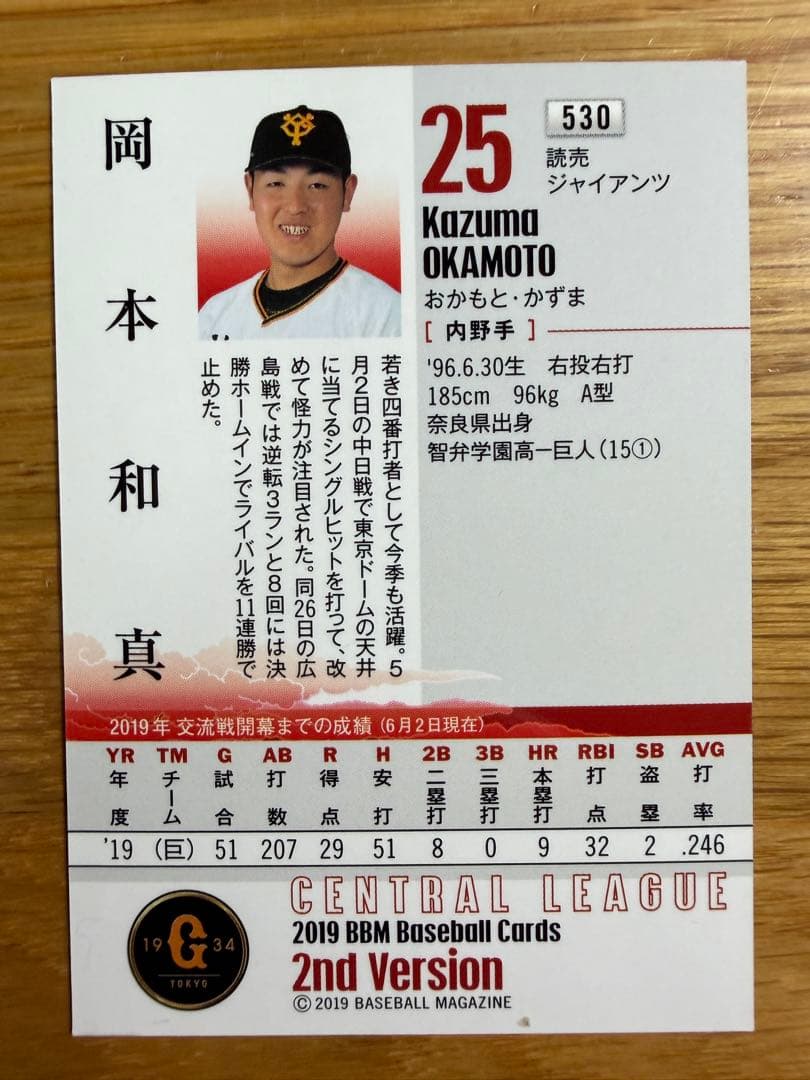 岡本和真
25
530
読売
ジャイアンツ
Kazuma
OKAMOTO
おかもと・かずま
[ 内野手 ]
'96.6.30生 右投右打
185cm 96kg A型
奈良県出身
智弁学園高ー巨人(15①)
若き四番打者として今季も活躍。5
月2日の中日戦で東京ドームの天井
に当てるシングルヒットを打って、改
めて怪力が注目された。同26日の広
島戦では逆転3ランと8回には決
勝ホームインでライバルを11連勝で
止めた。
2019年 交流戦開幕までの成績 (6月2日現在)
YR TM G AB R H 2B 3B HR RBI SB AVG
年度 チーム 試合 打数 得点 安打 二塁打 三塁打 本塁打 打点 盗塁 打率
'19 (巨) 51 207 29 51 8 0 9 32 2 .246
CENTRAL LEAGUE
2019 BBM Baseball Cards
2nd Version
© 2019 BASEBALL MAGAZINE
19 G 34
TOKYO